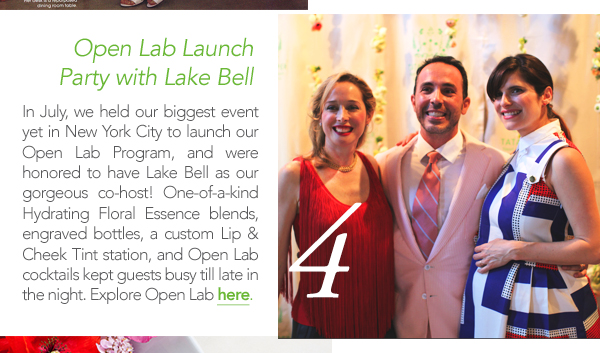 dining room table.
Open Lab Launch
Party with Lake Bell
In July, we held our biggest event
yet in New York City to launch our
Open Lab Program, and were
honored to have Lake Bell as our
gorgeous co-host! One-of-a-kind
Hydrating Floral Essence blends,
engraved bottles, a custom Lip &
Cheek Tint station, and Open Lab
cocktails kept guests busy till late in
the night. Explore Open Lab here.
4